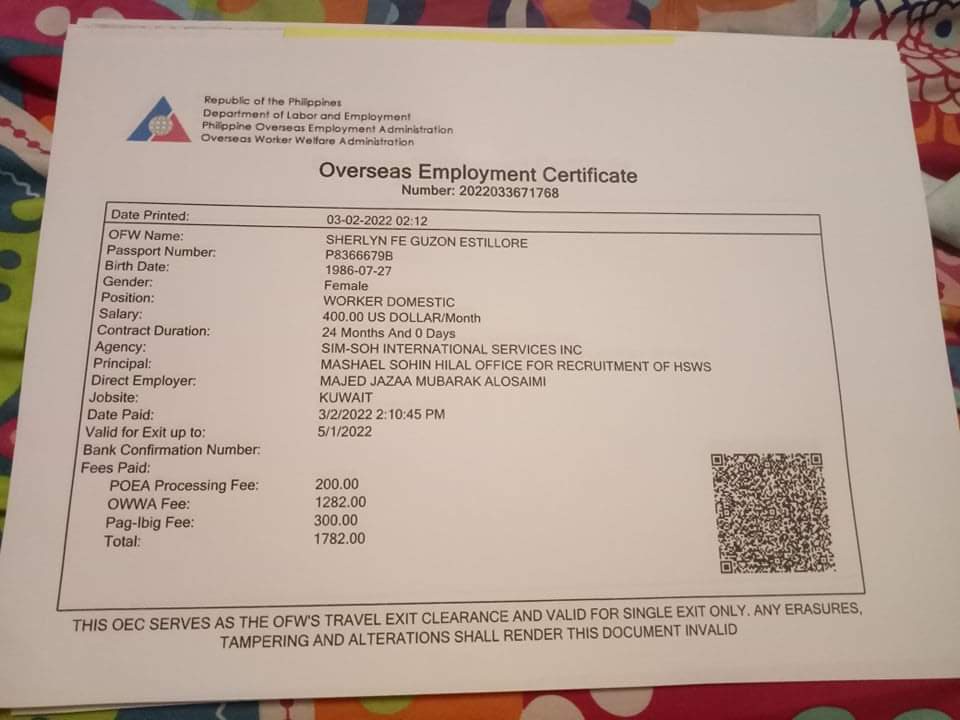 Republic of the Philippines
Department of Labor and Employment
Philippine Overseas Employment Administration
Overseas Worker Welfare Administration
Overseas Employment Certificate
Number: 2022033671768
Date Printed: 03-02-2022 02:12
OFW Name: SHERLYN FE GUZON ESTILLORE
Passport Number: P8366679B
Birth Date: 1986-07-27
Gender: Female
Position: WORKER DOMESTIC
Salary: 400.00 US DOLLAR/Month
Contract Duration: 24 Months And 0 Days
Agency: SIM-SOH INTERNATIONAL SERVICES INC
Principal: MASHAEL SOHIN HILAL OFFICE FOR RECRUITMENT OF HSWS
Direct Employer: MAJED JAZAA MUBARAK ALOSAIMI
Jobsite: KUWAIT
Date Paid: 3/2/2022 2:10:45 PM
Valid for Exit up to: 5/1/2022
Bank Confirmation Number:
Fees Paid:
POEA Processing Fee: 200.00
OWWA Fee: 1282.00
Pag-Ibig Fee: 300.00
Total: 1782.00
THIS OEC SERVES AS THE OFW'S TRAVEL EXIT CLEARANCE AND VALID FOR SINGLE EXIT ONLY. ANY ERASURES,
TAMPERING AND ALTERATIONS SHALL RENDER THIS DOCUMENT INVALID